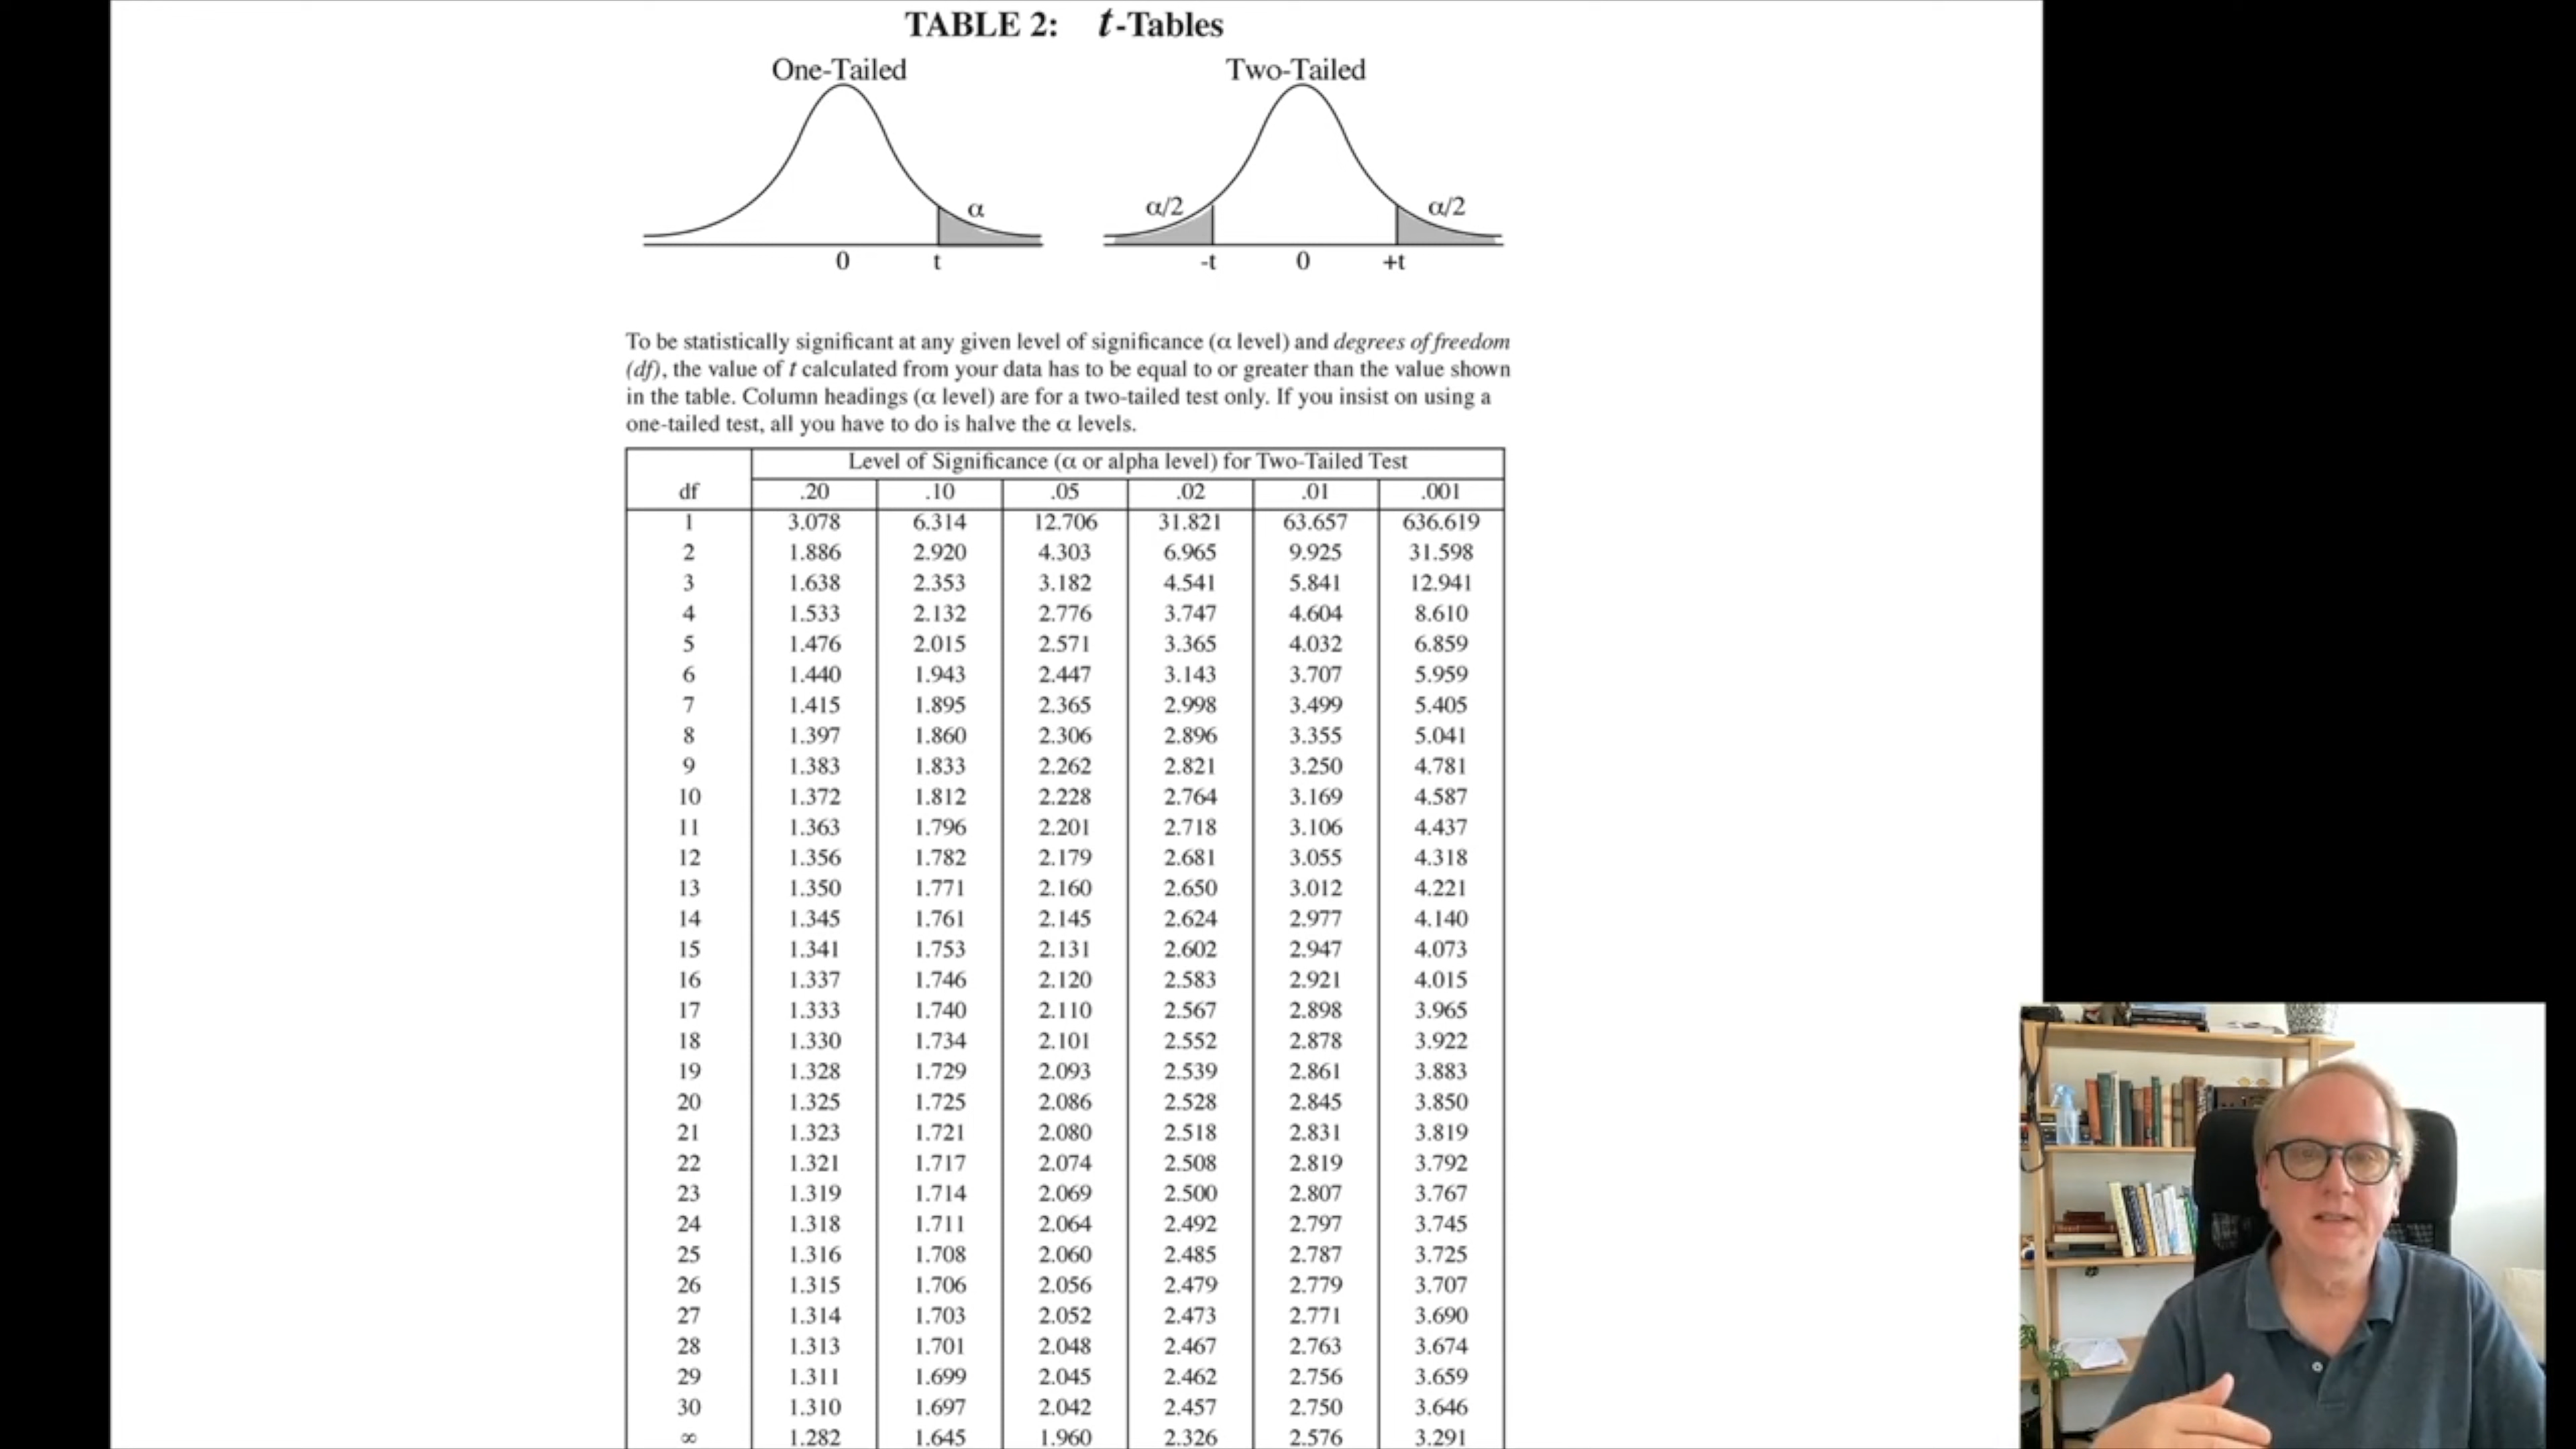 TABLE 2: t-Tables
One-Tailed
Two-Tailed
α
α/2
α/2
0
t
-t
0
+t
To be statistically significant at any given level of significance (α level) and degrees of freedom
(df), the value of t calculated from your data has to be equal to or greater than the value shown
in the table. Column headings (α level) are for a two-tailed test only. If you insist on using a
one-tailed test, all you have to do is halve the α levels.
Level of Significance (α or alpha level) for Two-Tailed Test
df .20 .10 .05 .02 .01 .001
1 3.078 6.314 12.706 31.821 63.657 636.619
2 1.886 2.920 4.303 6.965 9.925 31.598
3 1.638 2.353 3.182 4.541 5.841 12.941
4 1.533 2.132 2.776 3.747 4.604 8.610
5 1.476 2.015 2.571 3.365 4.032 6.859
6 1.440 1.943 2.447 3.143 3.707 5.959
7 1.415 1.895 2.365 2.998 3.499 5.405
8 1.397 1.860 2.306 2.896 3.355 5.041
9 1.383 1.833 2.262 2.821 3.250 4.781
10 1.372 1.812 2.228 2.764 3.169 4.587
11 1.363 1.796 2.201 2.718 3.106 4.437
12 1.356 1.782 2.179 2.681 3.055 4.318
13 1.350 1.771 2.160 2.650 3.012 4.221
14 1.345 1.761 2.145 2.624 2.977 4.140
15 1.341 1.753 2.131 2.602 2.947 4.073
16 1.337 1.746 2.120 2.583 2.921 4.015
17 1.333 1.740 2.110 2.567 2.898 3.965
18 1.330 1.734 2.101 2.552 2.878 3.922
19 1.328 1.729 2.093 2.539 2.861 3.883
20 1.325 1.725 2.086 2.528 2.845 3.850
21 1.323 1.721 2.080 2.518 2.831 3.819
22 1.321 1.717 2.074 2.508 2.819 3.792
23 1.319 1.714 2.069 2.500 2.807 3.767
24 1.318 1.711 2.064 2.492 2.797 3.745
25 1.316 1.708 2.060 2.485 2.787 3.725
26 1.315 1.706 2.056 2.479 2.779 3.707
27 1.314 1.703 2.052 2.473 2.771 3.690
28 1.313 1.701 2.048 2.467 2.763 3.674
29 1.311 1.699 2.045 2.462 2.756 3.659
30 1.310 1.697 2.042 2.457 2.750 3.646
∞ 1.282 1.645 1.960 2.326 2.576 3.291